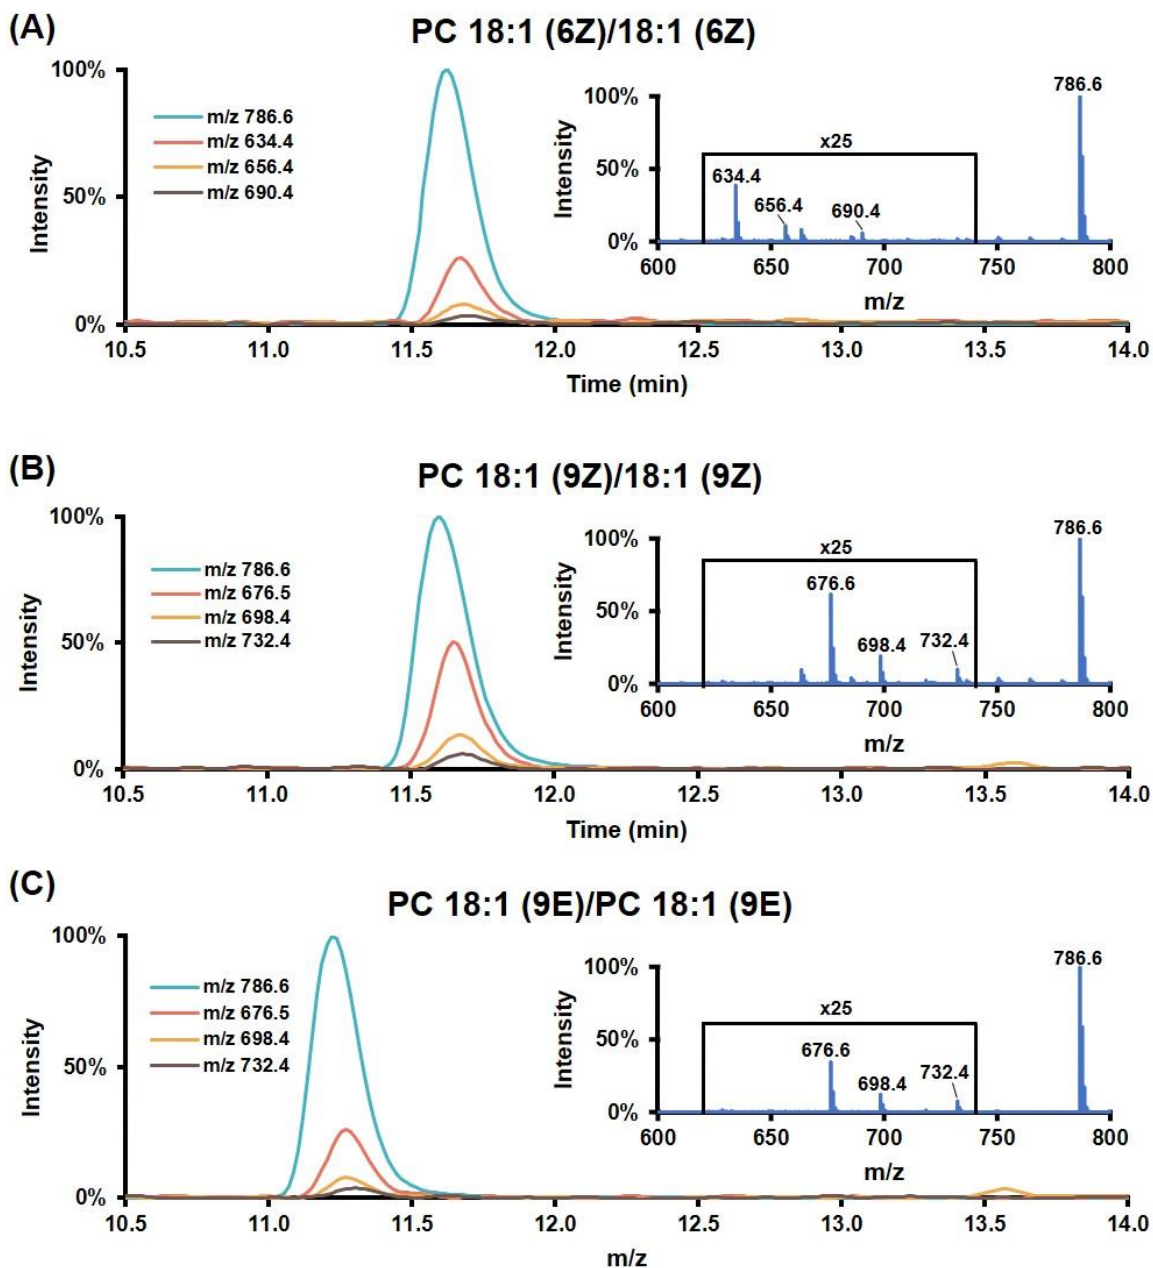 (A)
PC 18:1 (6Z)/18:1 (6Z)
100%
50%
0%
Intensity
m/z 786.6
m/z 634.4
m/z 656.4
m/z 690.4
10.5 11.0 11.5 12.0 12.5 13.0 13.5 14.0
Time (min)
100%
50%
0%
Intensity
x25
634.4
656.4
690.4
786.6
600 650 700 750 800
m/z
(B)
PC 18:1 (9Z)/18:1 (9Z)
100%
50%
0%
Intensity
m/z 786.6
m/z 676.5
m/z 698.4
m/z 732.4
10.5 11.0 11.5 12.0 12.5 13.0 13.5 14.0
Time (min)
100%
50%
0%
Intensity
x25
676.6
698.4
732.4
786.6
600 650 700 750 800
m/z
(C)
PC 18:1 (9E)/PC 18:1 (9E)
100%
50%
0%
Intensity
m/z 786.6
m/z 676.5
m/z 698.4
m/z 732.4
10.5 11.0 11.5 12.0 12.5 13.0 13.5 14.0
m/z
100%
50%
0%
Intensity
x25
676.6
698.4
732.4
786.6
600 650 700 750 800
m/z